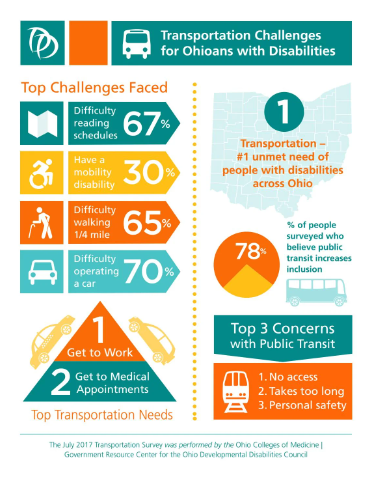 Transportation Challenges
for Ohioans with Disabilities
Top Challenges Faced
Difficulty
reading
schedules
67%
Have a
mobility
disability
30%
Difficulty
walking
1/4 mile
65%
Difficulty
operating
a car
70%
1
Get to Work
2 Get to Medical
Appointments
Top Transportation Needs
1
Transportation –
#1 unmet need of
people with disabilities
across Ohio
78%
% of people
surveyed who
believe public
transit increases
inclusion
Top 3 Concerns
with Public Transit
1. No access
2. Takes too long
3. Personal safety
The July 2017 Transportation Survey was performed by the Ohio Colleges of Medicine |
Government Resource Center for the Ohio Developmental Disabilities Council